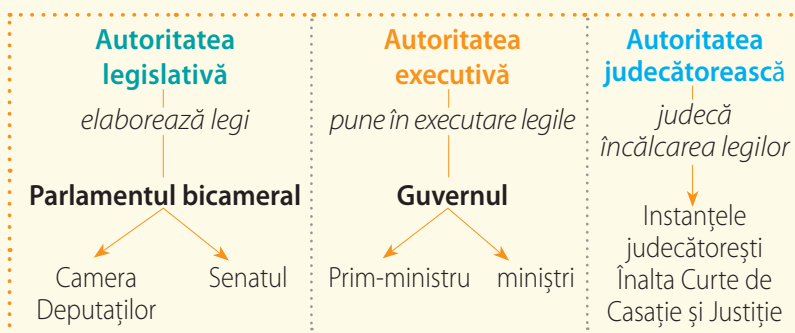 Autoritatea
legislativă
elaborează legi
Parlamentul bicameral
Camera
Deputaților
Senatul
Autoritatea
executivă
pune în executare legile
Guvernul
Prim-ministru
miniștri
Autoritatea
judecătorească
judecă
încălcarea legilor
Instanțele
judecătorești
Înalta Curte de
Casație și Justiție